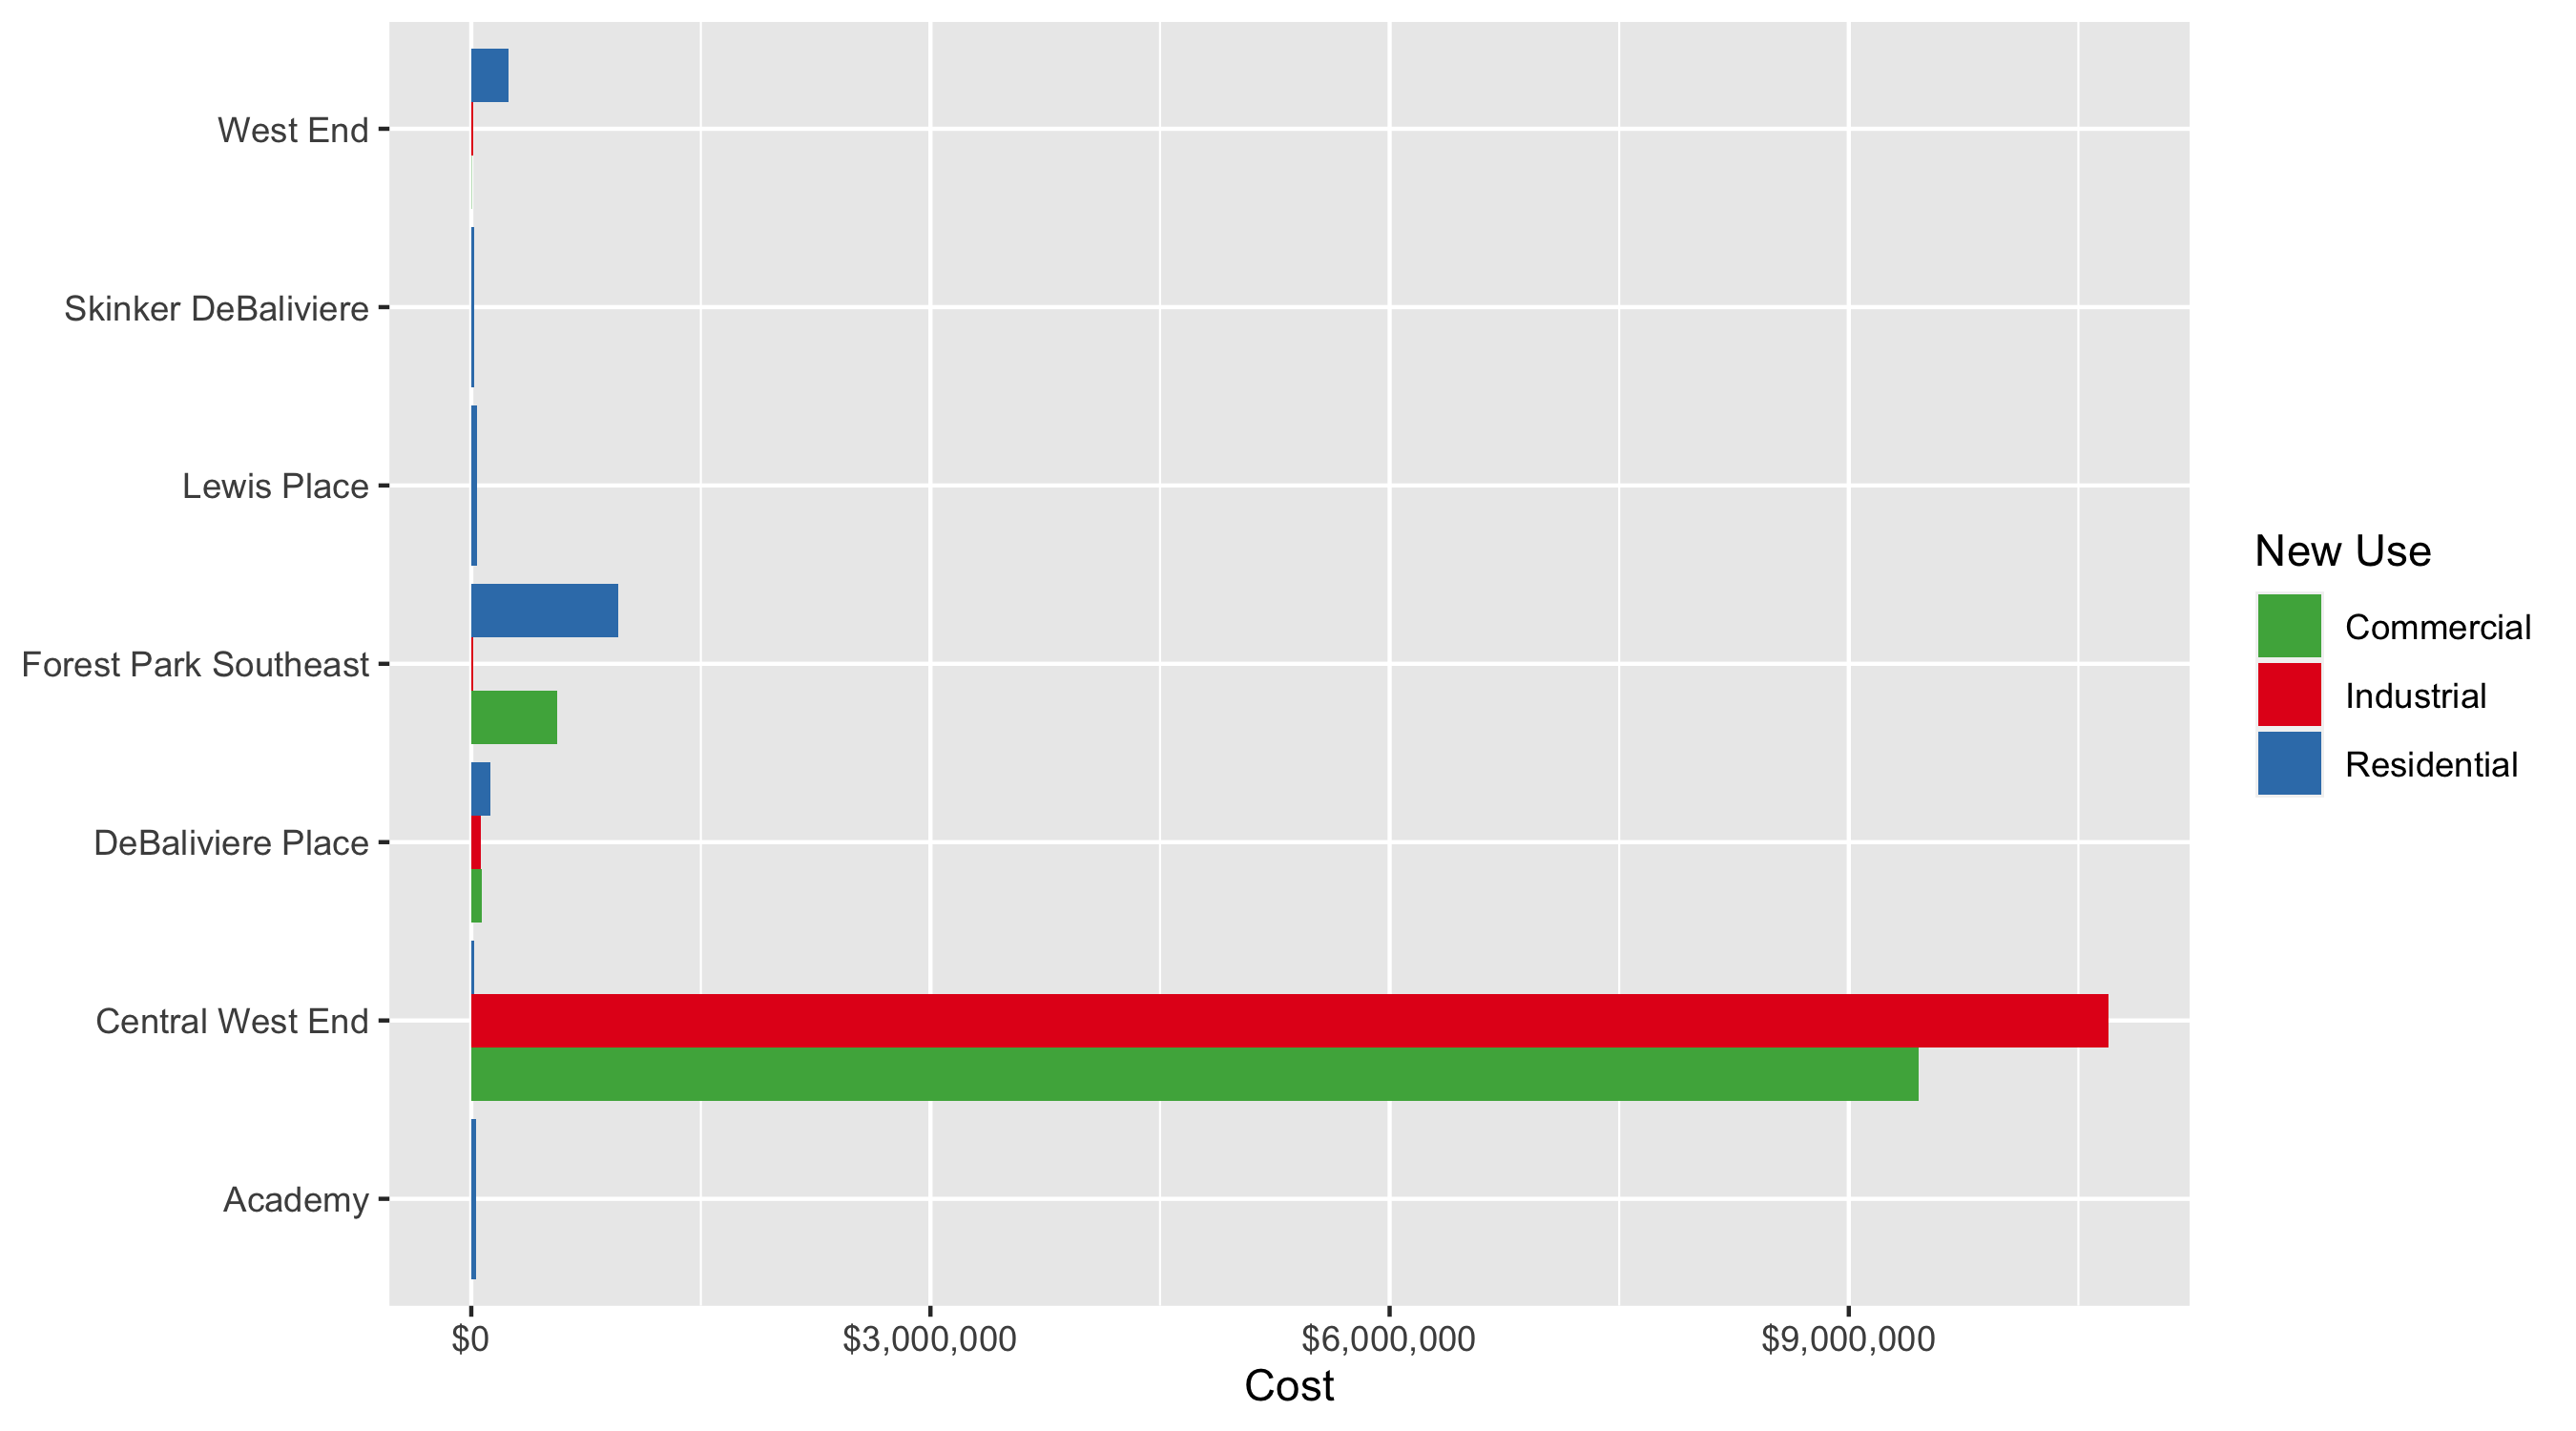 West End
Skinker DeBaliviere
Lewis Place
Forest Park Southeast
DeBaliviere Place
Central West End
Academy
$0
$3,000,000
$6,000,000
$9,000,000
Cost
New Use
Commercial
Industrial
Residential